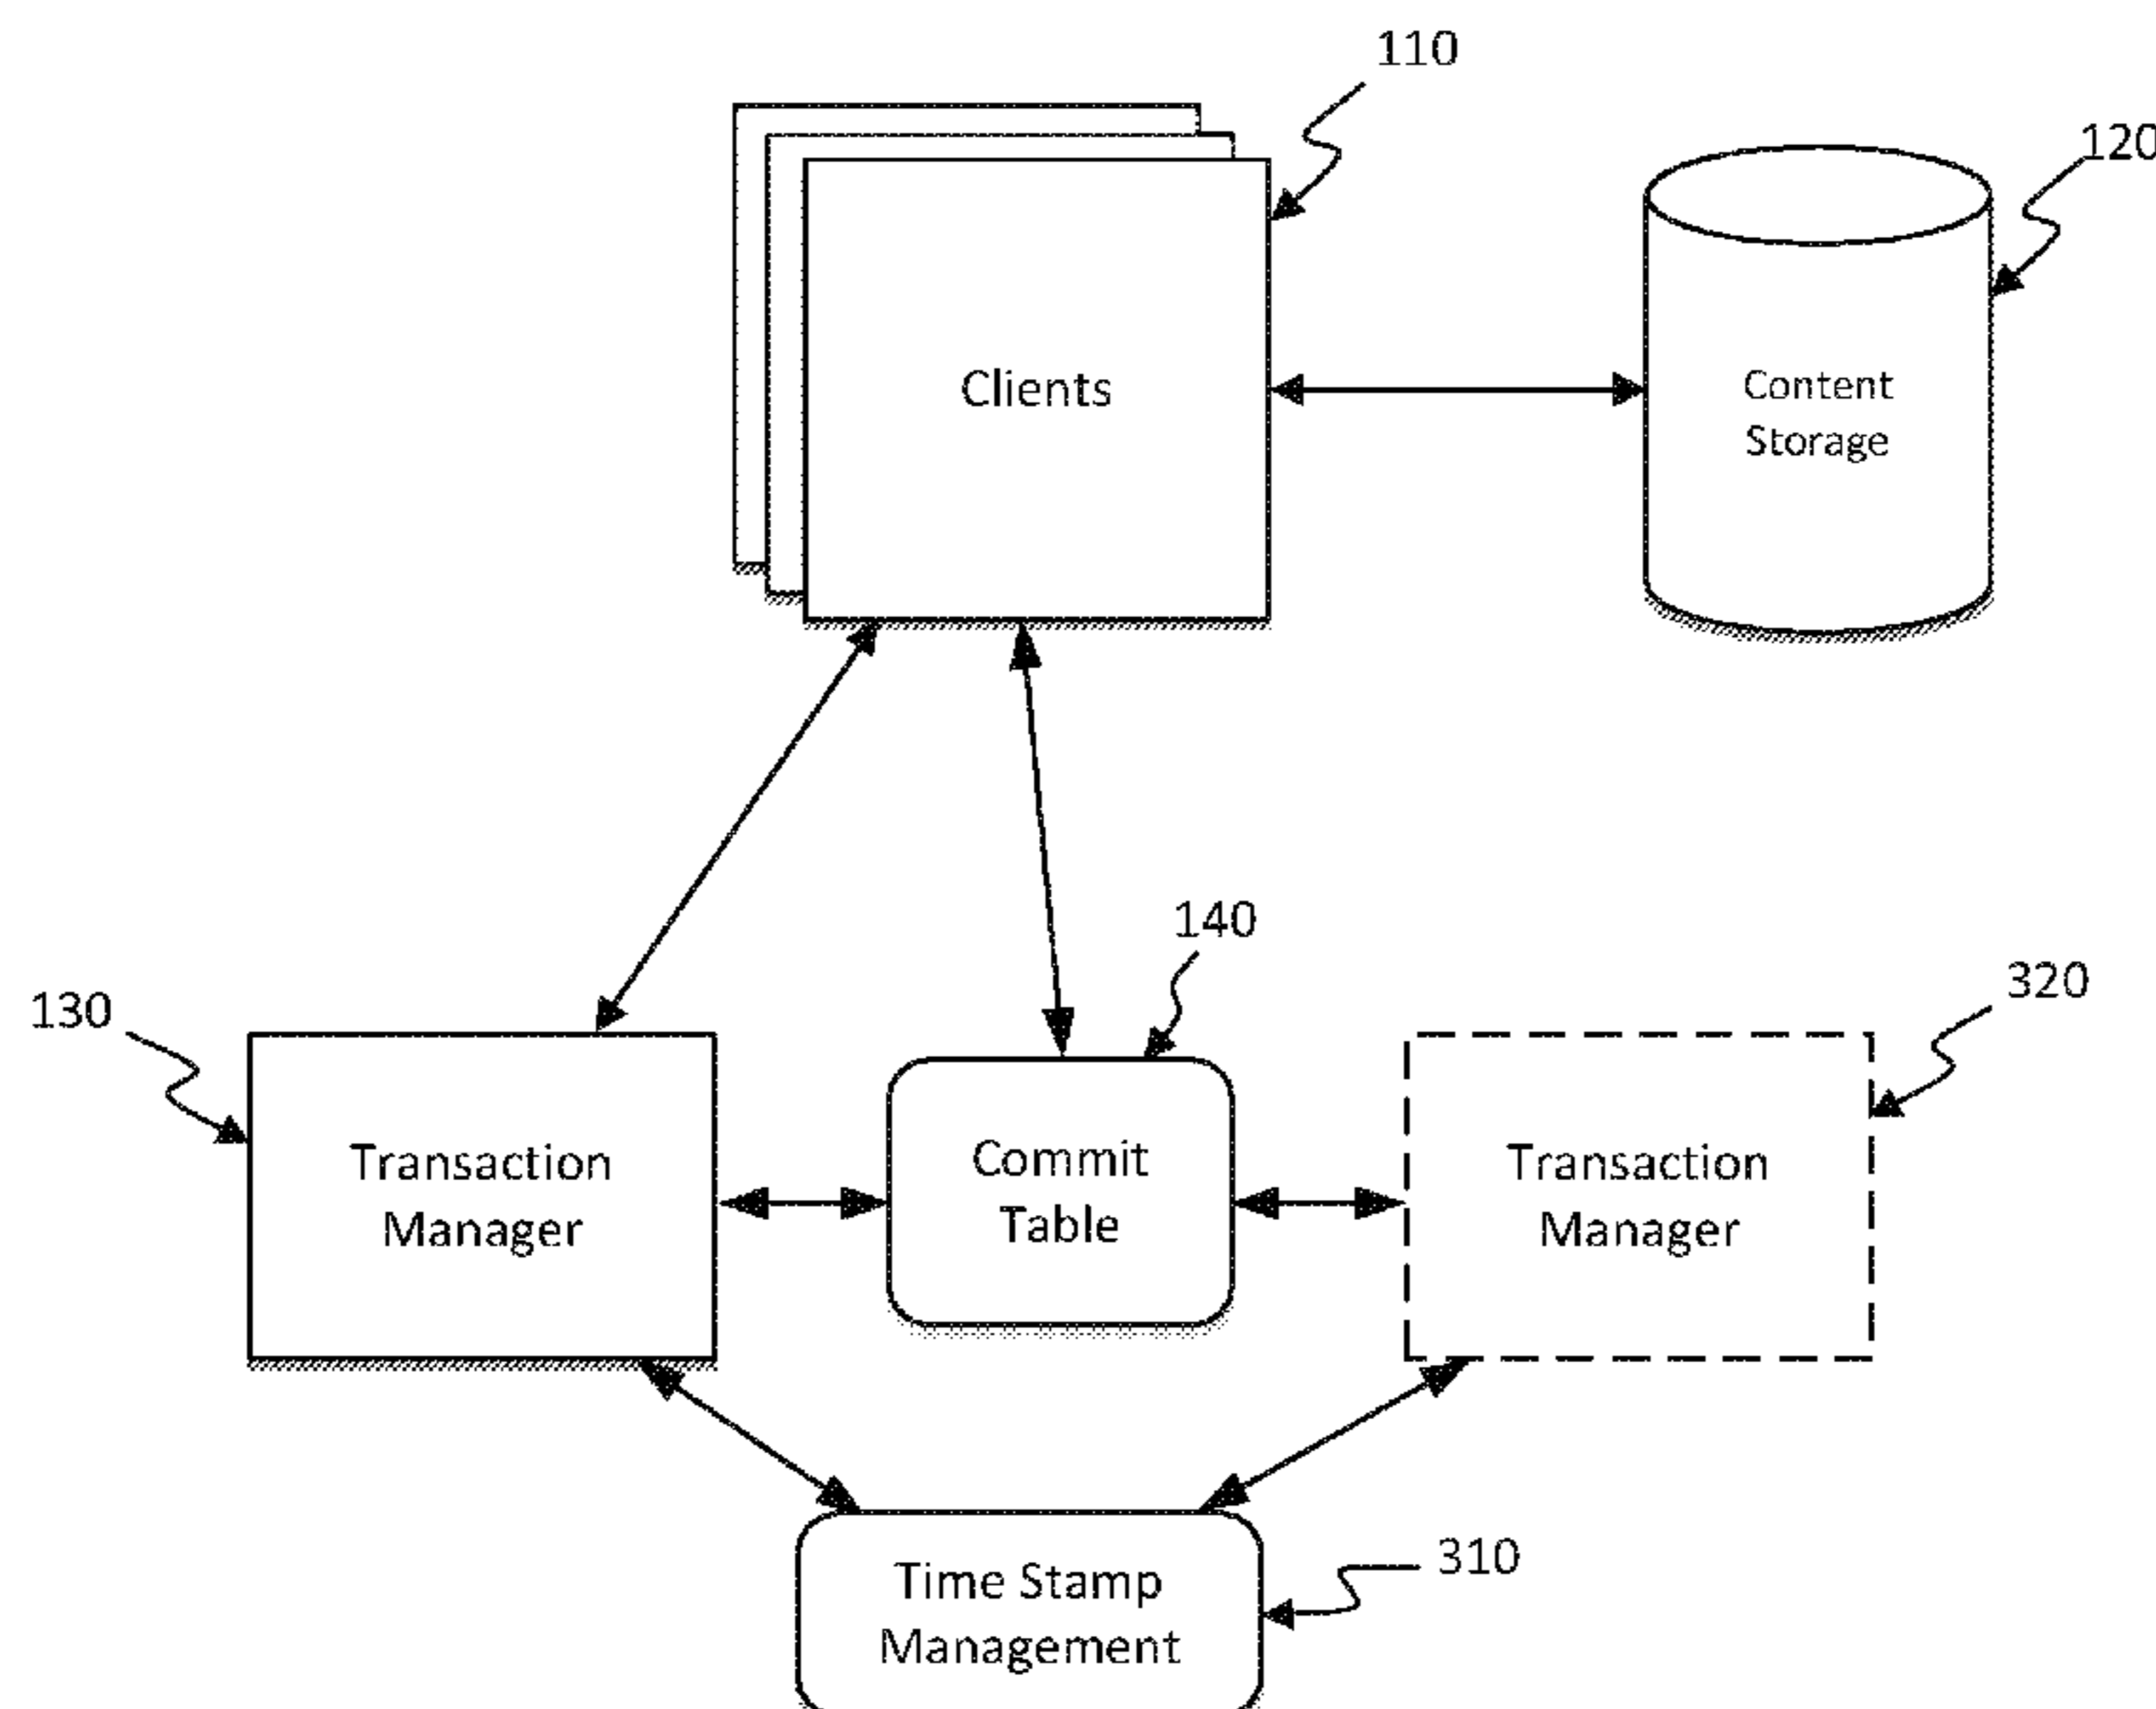 110
120
Clients
Content
Storage
140
130
320
Transaction
Manager
Commit
Table
Transaction
Manager
Time Stamp
Management
310